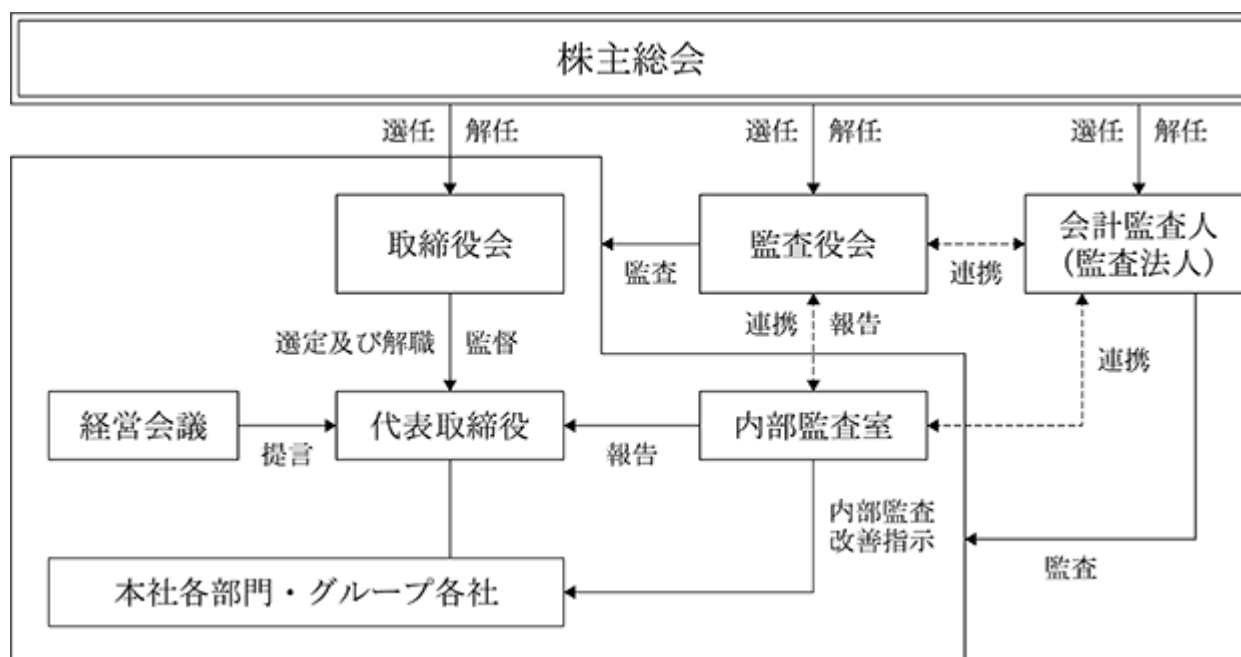 株主総会
選任 解任
選任 解任
選任 解任
取締役会
監査
監査役会
連携
会計監査人
(監査法人)
選定及び解職 監督
連携 報告
連携
経営会議
提言
代表取締役
報告
内部監査室
内部監査
改善指示
監査
本社各部門・グループ各社